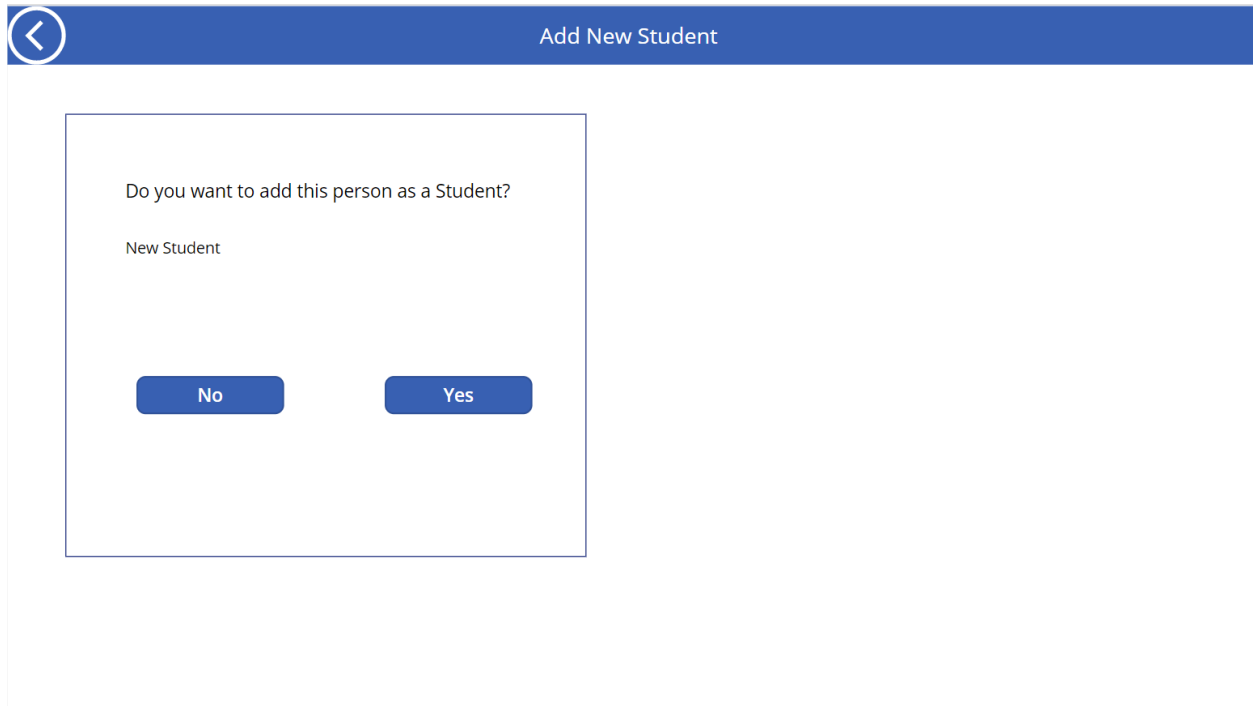 Add New Student
Do you want to add this person as a Student?
New Student
No
Yes